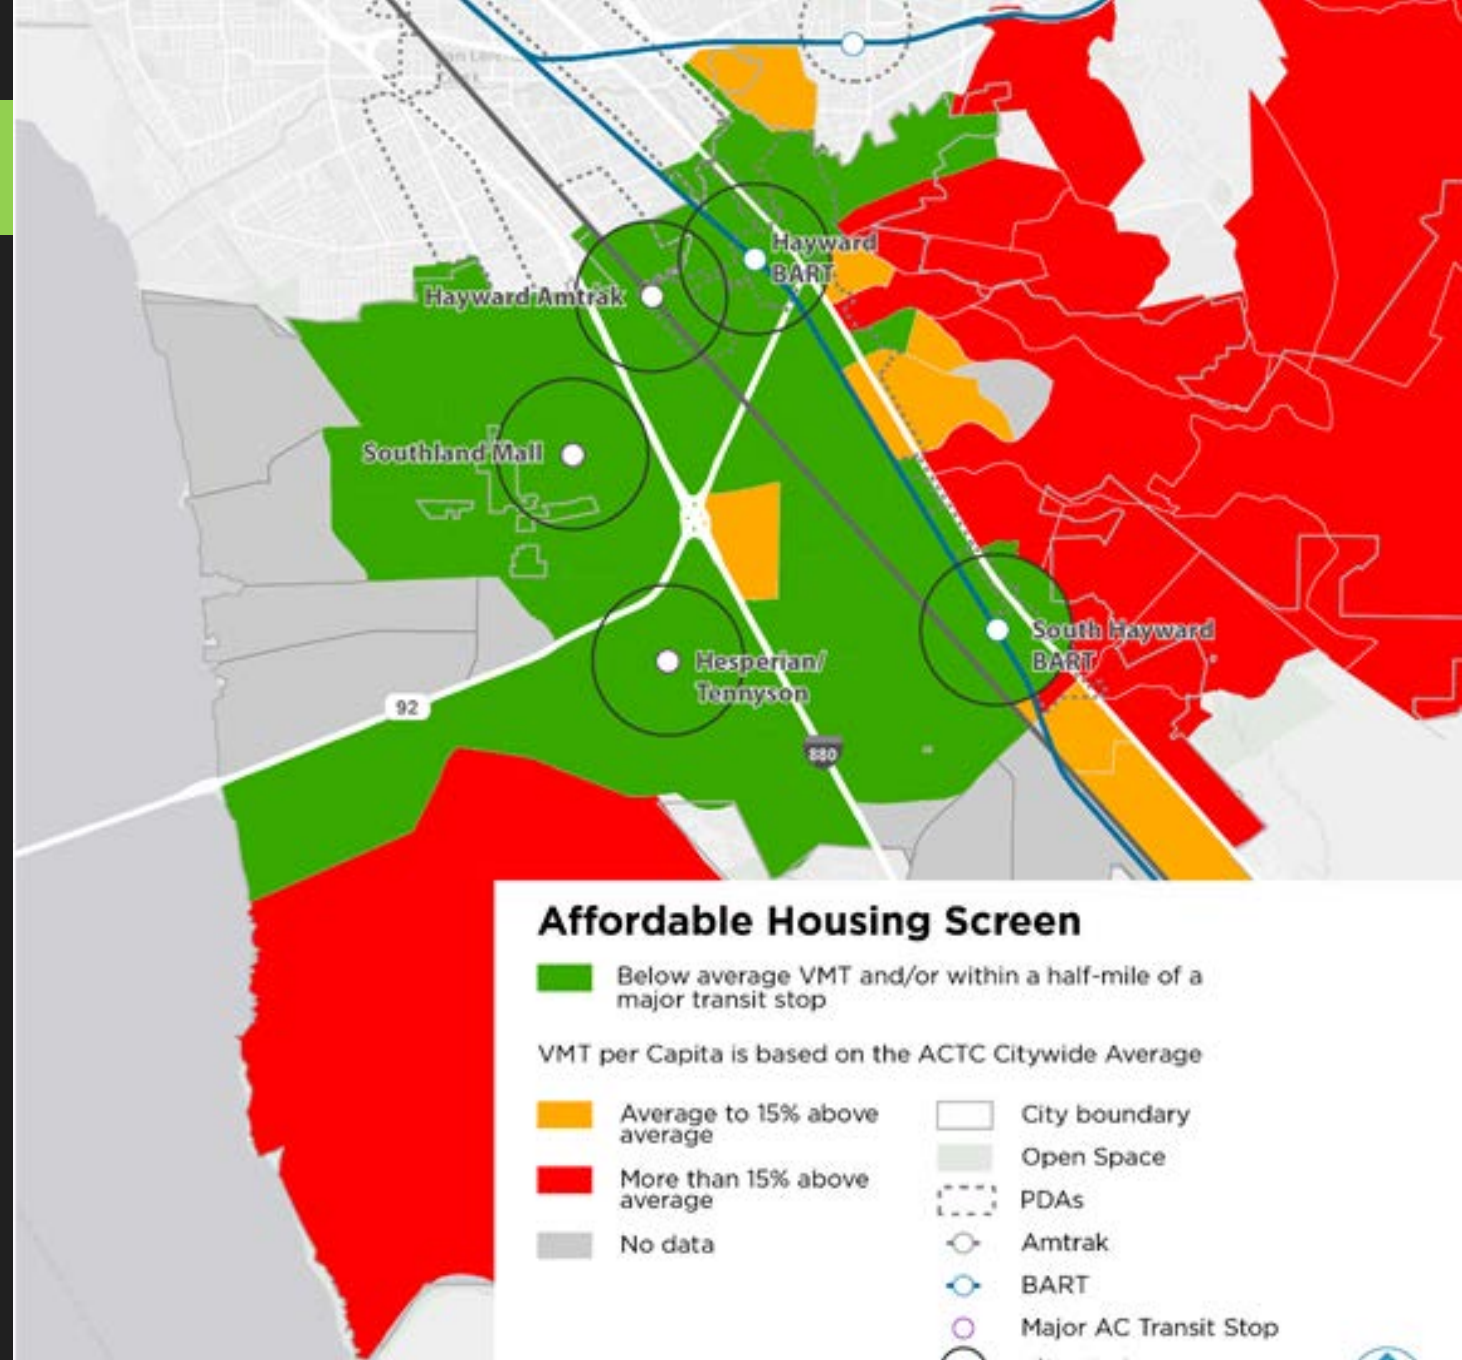 Hayward
BART
Hayward Amtrak
Southland Mall
South Hayward
BART
Hesperian/
Tennyson
92
880
Affordable Housing Screen
Below average VMT and/or within a half-mile of a
major transit stop
VMT per Capita is based on the ACTC Citywide Average
Average to 15% above
average
More than 15% above
average
No data
City boundary
Open Space
PDAs
Amtrak
BART
Major AC Transit Stop